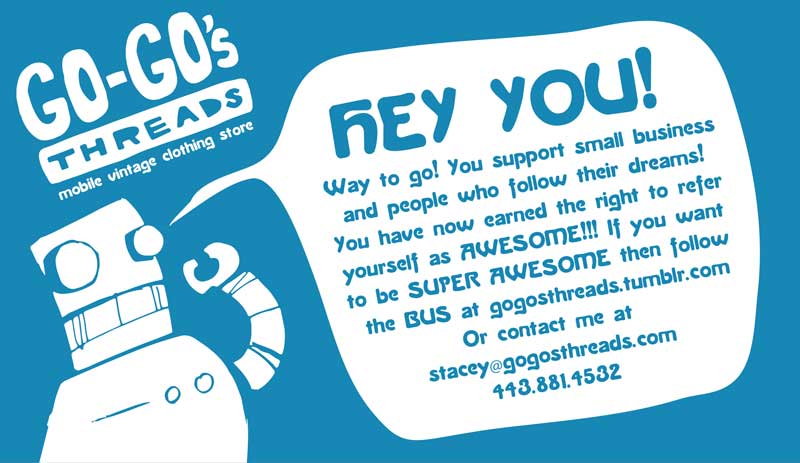 GO-GO's
THREADS
mobile vintage clothing store
HEY YOU!
Way to go! You support small business
and people who follow their dreams!
You have now earned the right to refer
yourself as AWESOME!!! If you want
to be SUPER AWESOME then follow
the BUS at gogosthreads.tumblr.com
Or contact me at
stacey@gogosthreads.com
443.881.4532